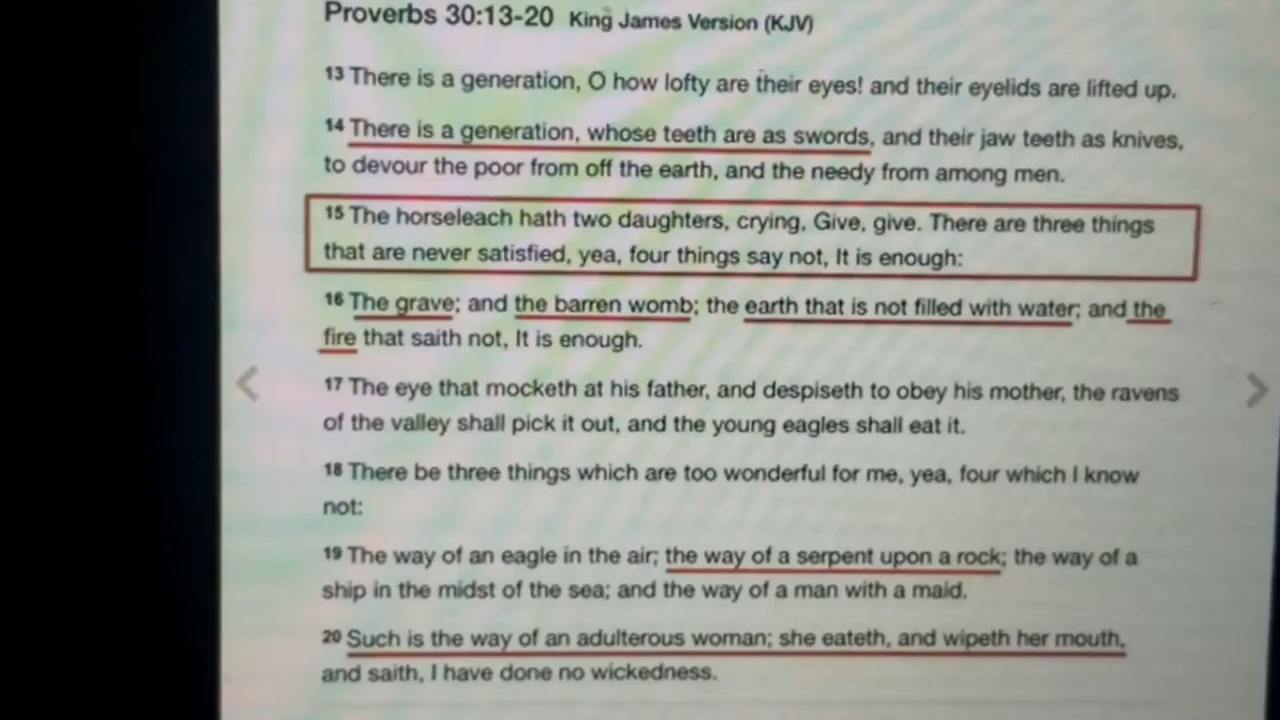 Proverbs 30:13-20 King James Version (KJV)
13 There is a generation, O how lofty are their eyes! and their eyelids are lifted up.
14 There is a generation, whose teeth are as swords, and their jaw teeth as knives,
to devour the poor from off the earth, and the needy from among men.
15 The horseleach hath two daughters, crying, Give, give. There are three things
that are never satisfied, yea, four things say not, It is enough:
16 The grave; and the barren womb; the earth that is not filled with water; and the
fire that saith not, It is enough.
17 The eye that mocketh at his father, and despiseth to obey his mother, the ravens
of the valley shall pick it out, and the young eagles shall eat it.
18 There be three things which are too wonderful for me, yea, four which I know
not:
19 The way of an eagle in the air; the way of a serpent upon a rock; the way of a
ship in the midst of the sea; and the way of a man with a maid.
20 Such is the way of an adulterous woman; she eateth, and wipeth her mouth,
and saith, I have done no wickedness.